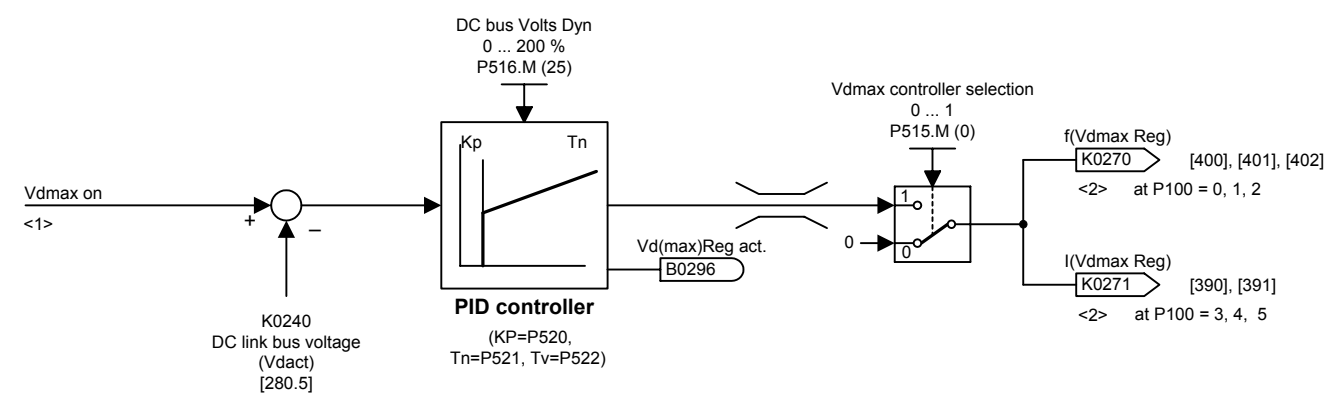 DC bus Volts Dyn
0 ... 200 %
P516.M (25)
Vdmax controller selection
0 ... 1
P515.M (0)
Kp
Tn
f(Vdmax Reg)
K0270
[400], [401], [402]
<2>
at P100 = 0, 1, 2
Vdmax on
<1>
+
–
1
0
0
Vd(max)Reg act.
B0296
I(Vdmax Reg)
K0271
[390], [391]
<2>
at P100 = 3, 4, 5
PID controller
(KP=P520,
Tn=P521, Tv=P522)
K0240
DC link bus voltage
(Vdact)
[280.5]